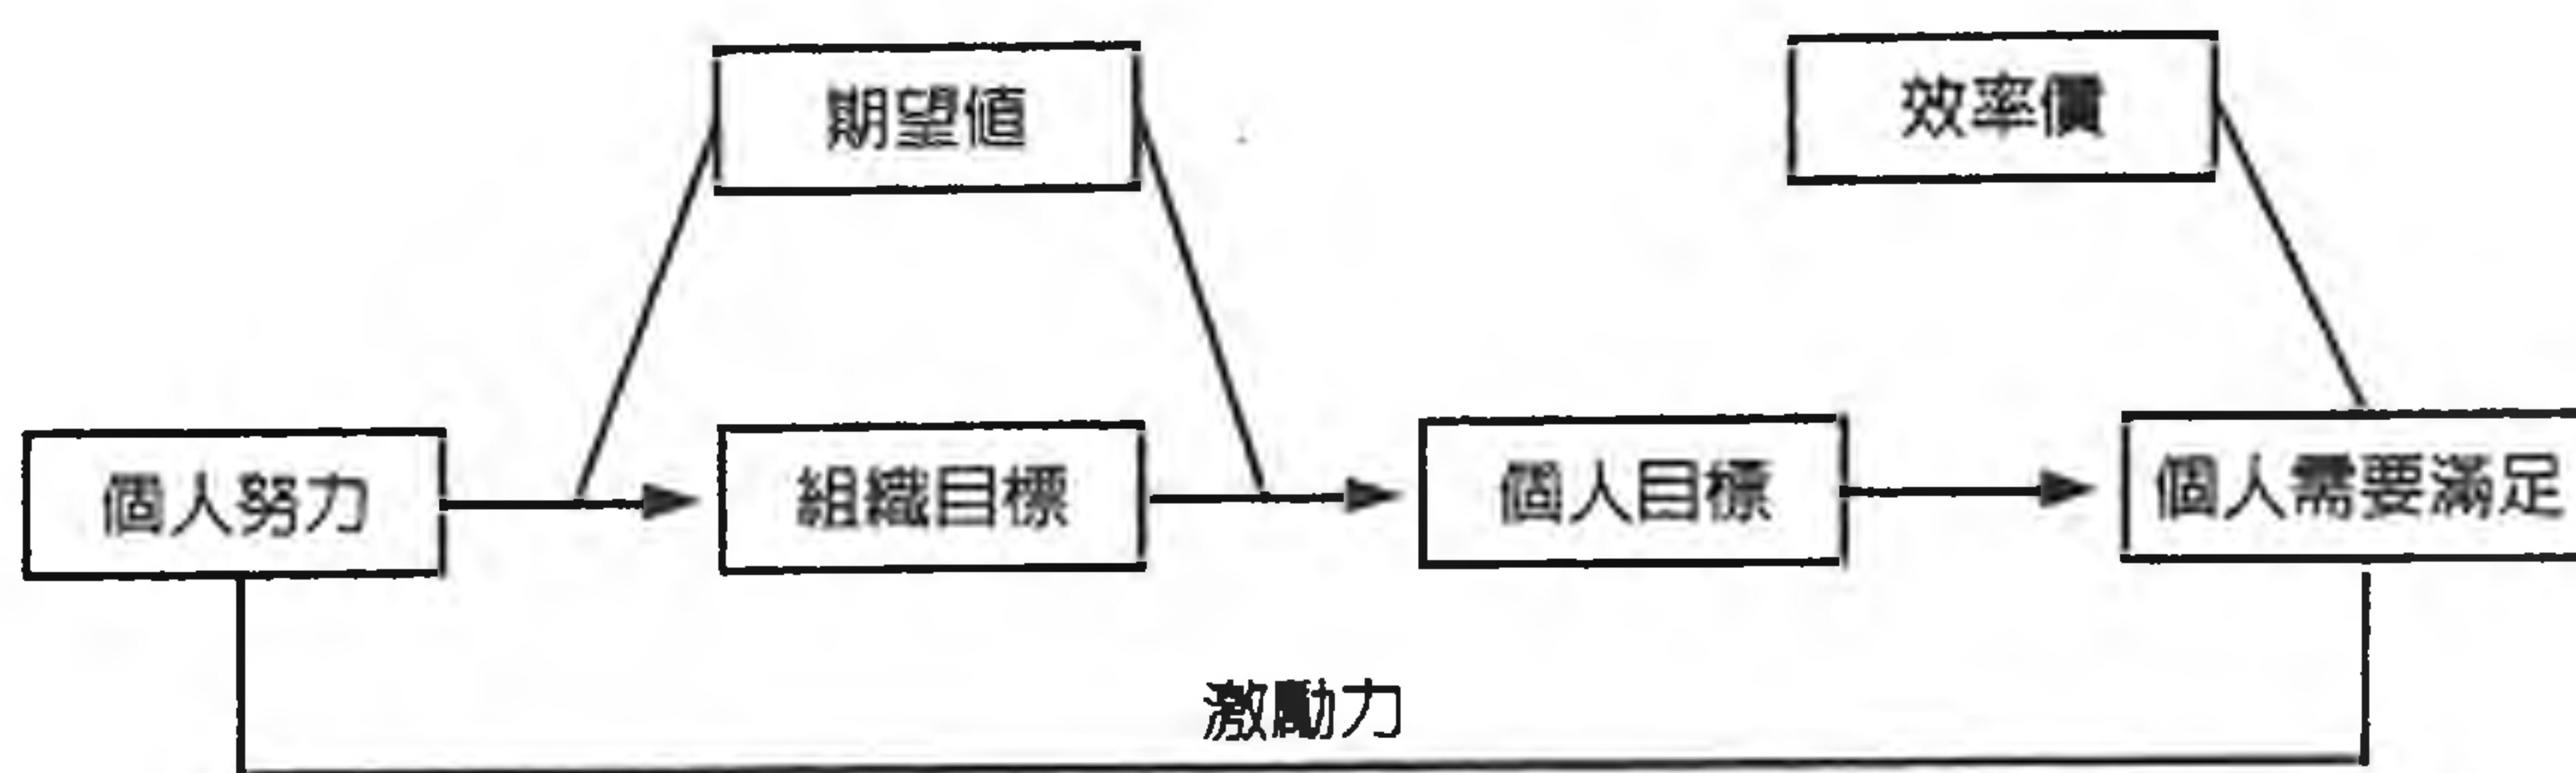 期望值
效率價
個人努力
組織目標
個人目標
個人需要滿足
激勵力